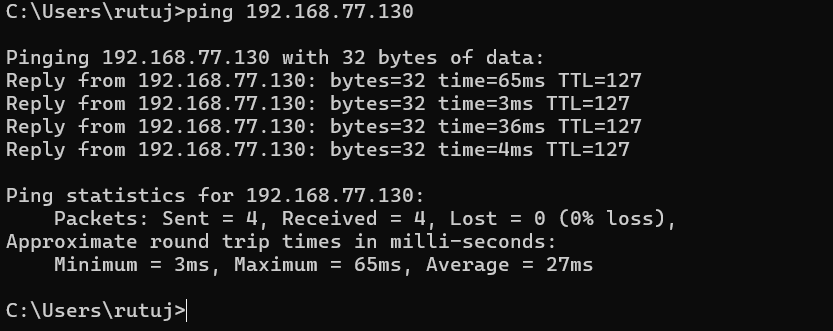 C:\Users\rutuj>ping 192.168.77.130
Pinging 192.168.77.130 with 32 bytes of data:
Reply from 192.168.77.130: bytes=32 time=65ms TTL=127
Reply from 192.168.77.130: bytes=32 time=3ms TTL=127
Reply from 192.168.77.130: bytes=32 time=36ms TTL=127
Reply from 192.168.77.130: bytes=32 time=4ms TTL=127
Ping statistics for 192.168.77.130:
    Packets: Sent = 4, Received = 4, Lost = 0 (0% loss),
Approximate round trip times in milli-seconds:
    Minimum = 3ms, Maximum = 65ms, Average = 27ms
C:\Users\rutuj>